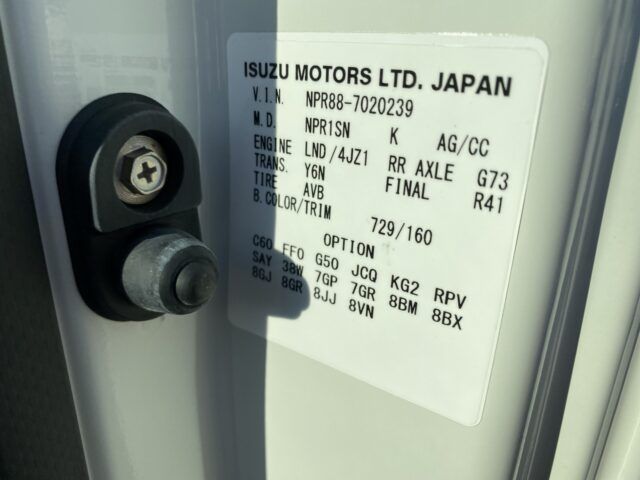 ISUZU MOTORS LTD. JAPAN
V.I.N. NPR88-7020239
M.D. NPR1SN K AG/CC
ENGINE LND/4JZ1 RR AXLE G73
TRANS. Y6N FINAL R41
TIRE AVB
B.COLOR/TRIM 729/160
OPTION
C60 FF0 G50 JCQ KG2 RPV
SAY 38W 7GP 7GR 8BM 8BX
8GJ 8GR 8JJ 8VN